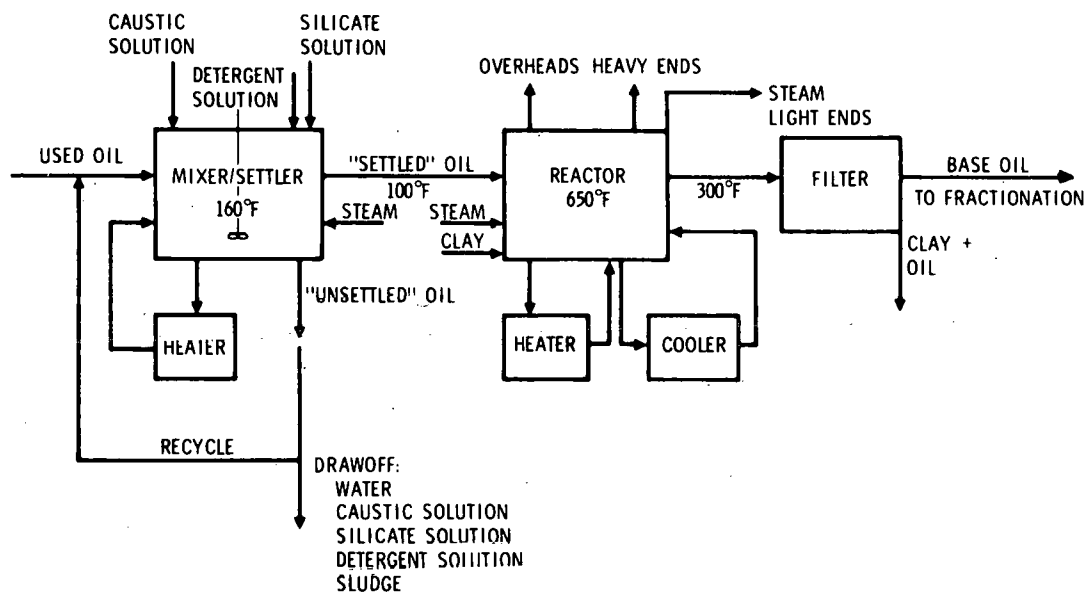 CAUSTIC
SOLUTION
SILICATE
SOLUTION
DETERGENT
SOLUTION
OVERHEADS HEAVY ENDS
STEAM
LIGHT ENDS
USED OIL
MIXER/SETTLER
160°F
"SETTLED" OIL
100°F
STEAM
STEAM
CLAY
REACTOR
650°F
300°F
FILTER
BASE OIL
TO FRACTIONATION
CLAY +
OIL
"UNSETTLED" OIL
HEATER
HEATER
COOLER
RECYCLE
DRAWOFF:
WATER
CAUSTIC SOLUTION
SILICATE SOLUTION
DETERGENT SOLUTION
SLUDGE